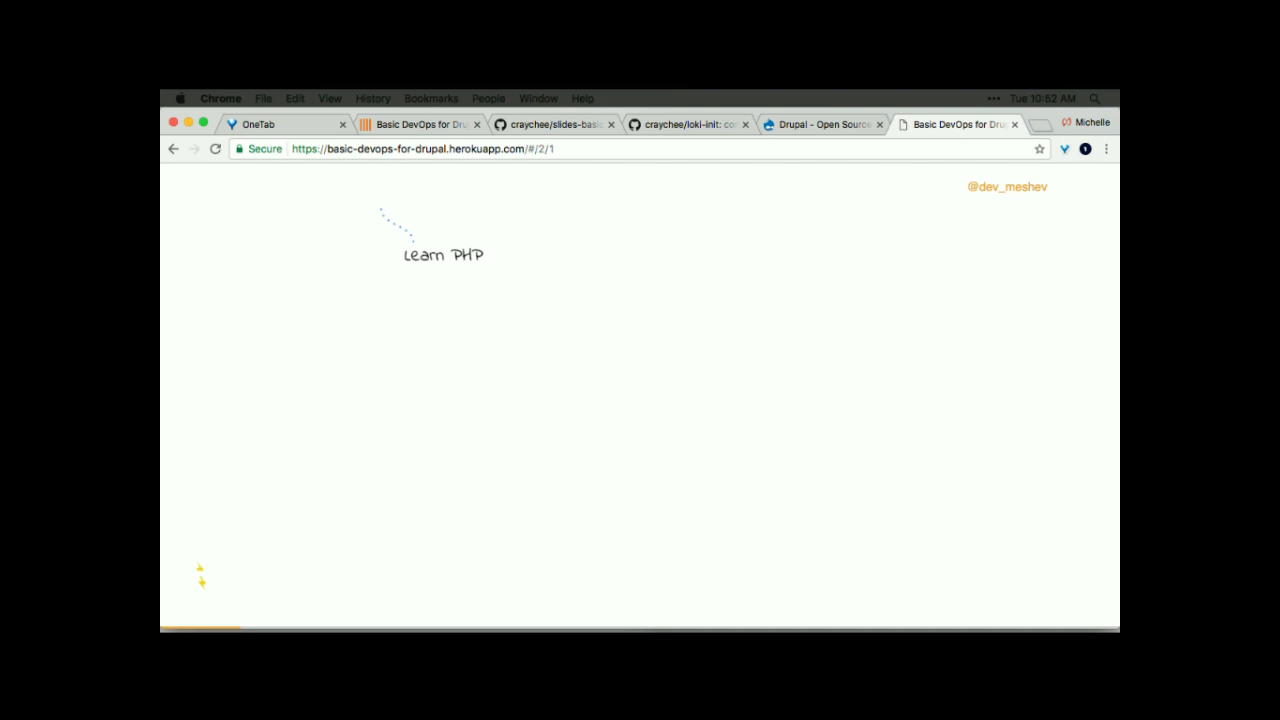 Chrome File Edit View History Bookmarks People Window Help ••• Tue 10:52 AM
OneTab Basic DevOps for Dru craychee/slides-basic craychee/loki-init: co Drupal - Open Source Basic DevOps for Dru Michelle
Secure https://basic-devops-for-drupal.herokuapp.com/#/2/1
@dev_meshev
Learn PHP